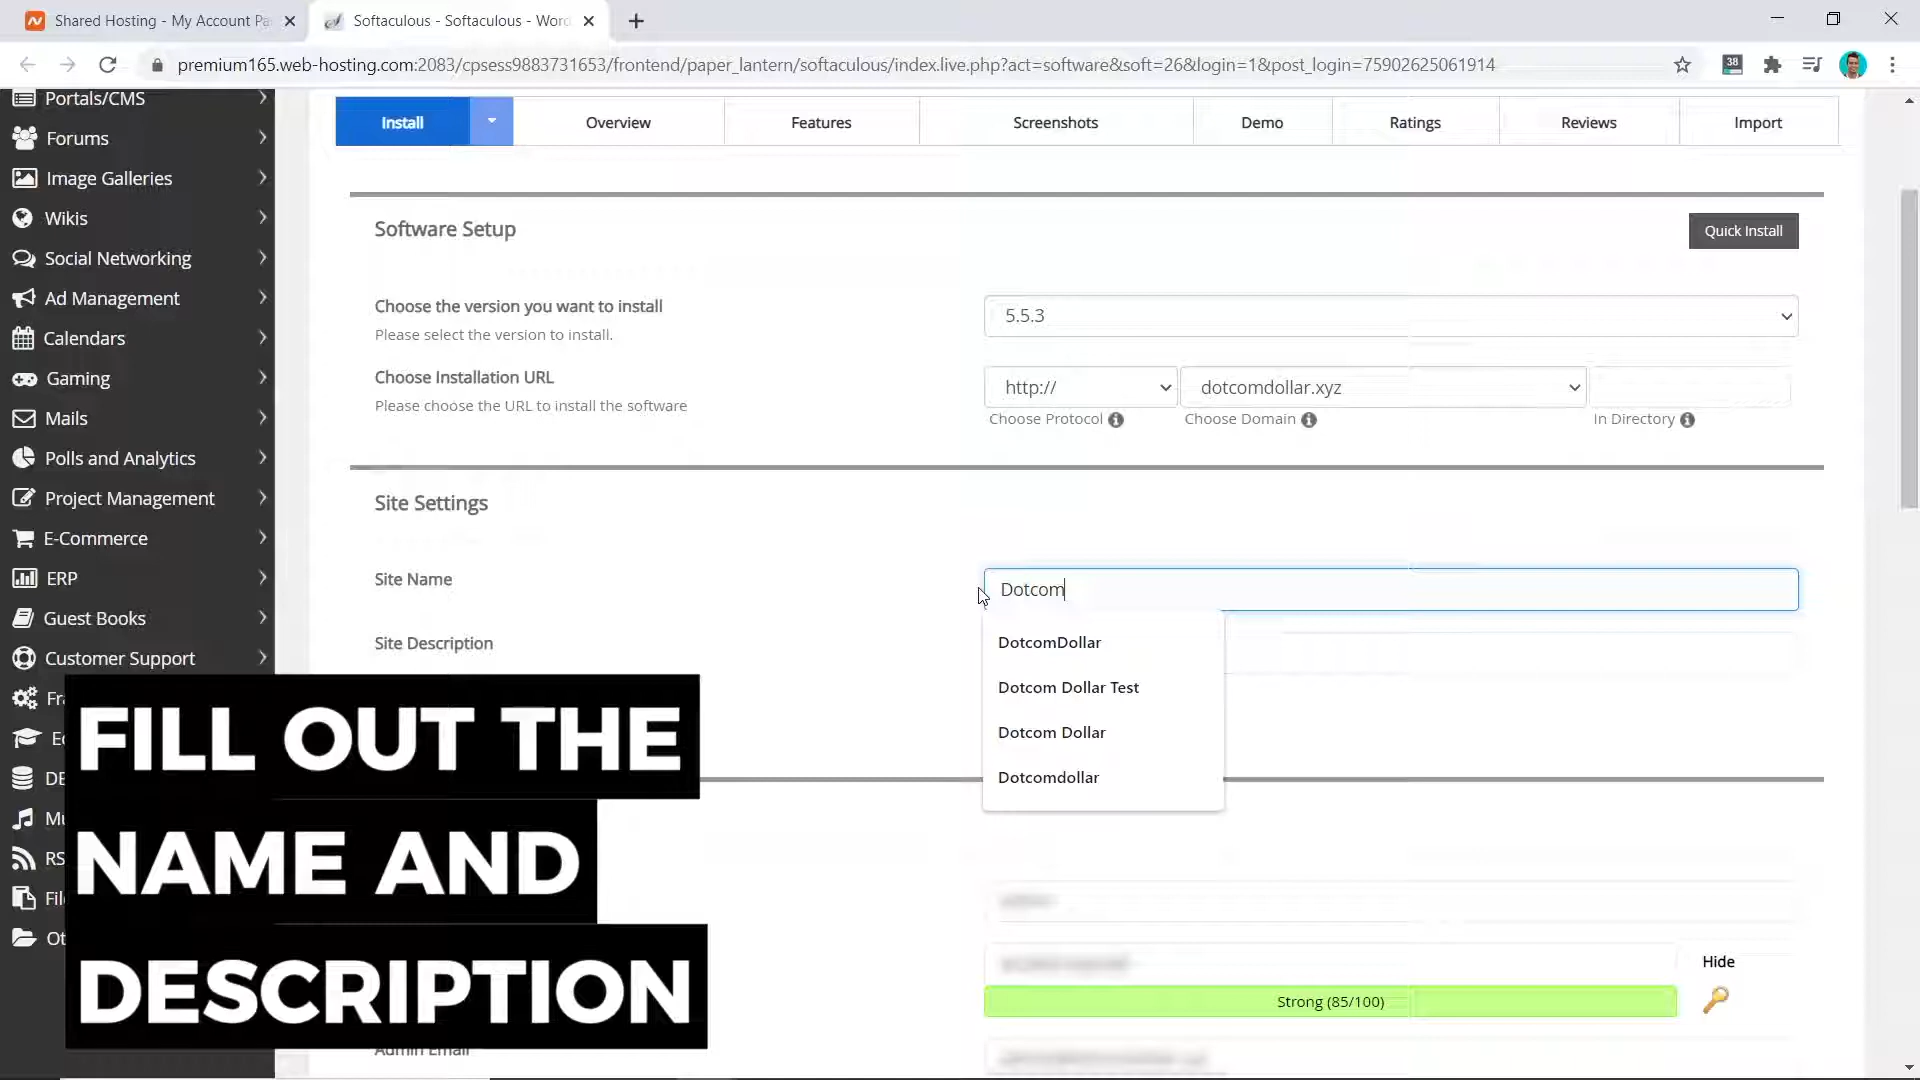 Shared Hosting - My Account Pa
Softaculous - Softaculous - Word
premium165.web-hosting.com:2083/cpsess9883731653/frontend/paper_lantern/softaculous/index.live.php?act=software&soft=26&login=1&post_login=75902625061914
38
Portals/CMS
Forums
Image Galleries
Wikis
Social Networking
Ad Management
Calendars
Gaming
Mails
Polls and Analytics
Project Management
E-Commerce
ERP
Guest Books
Customer Support
Fra
Ed
DB
Mu
RS
File
Ot
Install
Overview
Features
Screenshots
Demo
Ratings
Reviews
Import
Software Setup
Quick Install
Choose the version you want to install
Please select the version to install.
5.5.3
Choose Installation URL
Please choose the URL to install the software
http://
dotcomdollar.xyz
Choose Protocol
Choose Domain
In Directory
Site Settings
Site Name
Dotcom
Site Description
DotcomDollar
Dotcom Dollar Test
Dotcom Dollar
Dotcomdollar
Hide
Strong (85/100)
Admin Email
FILL OUT THE
NAME AND
DESCRIPTION